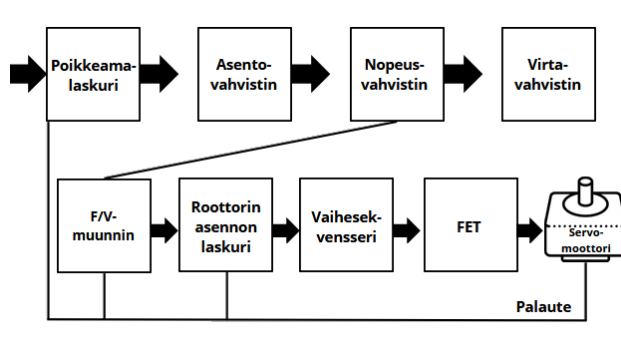 Poikkeama-
laskuri
Asento-
vahvistin
Nopeus-
vahvistin
Virta-
vahvistin
F/V-
muunnin
Roottorin
asennon
laskuri
Vaihesek-
vensseri
FET
Servo-
moottori
Palaute